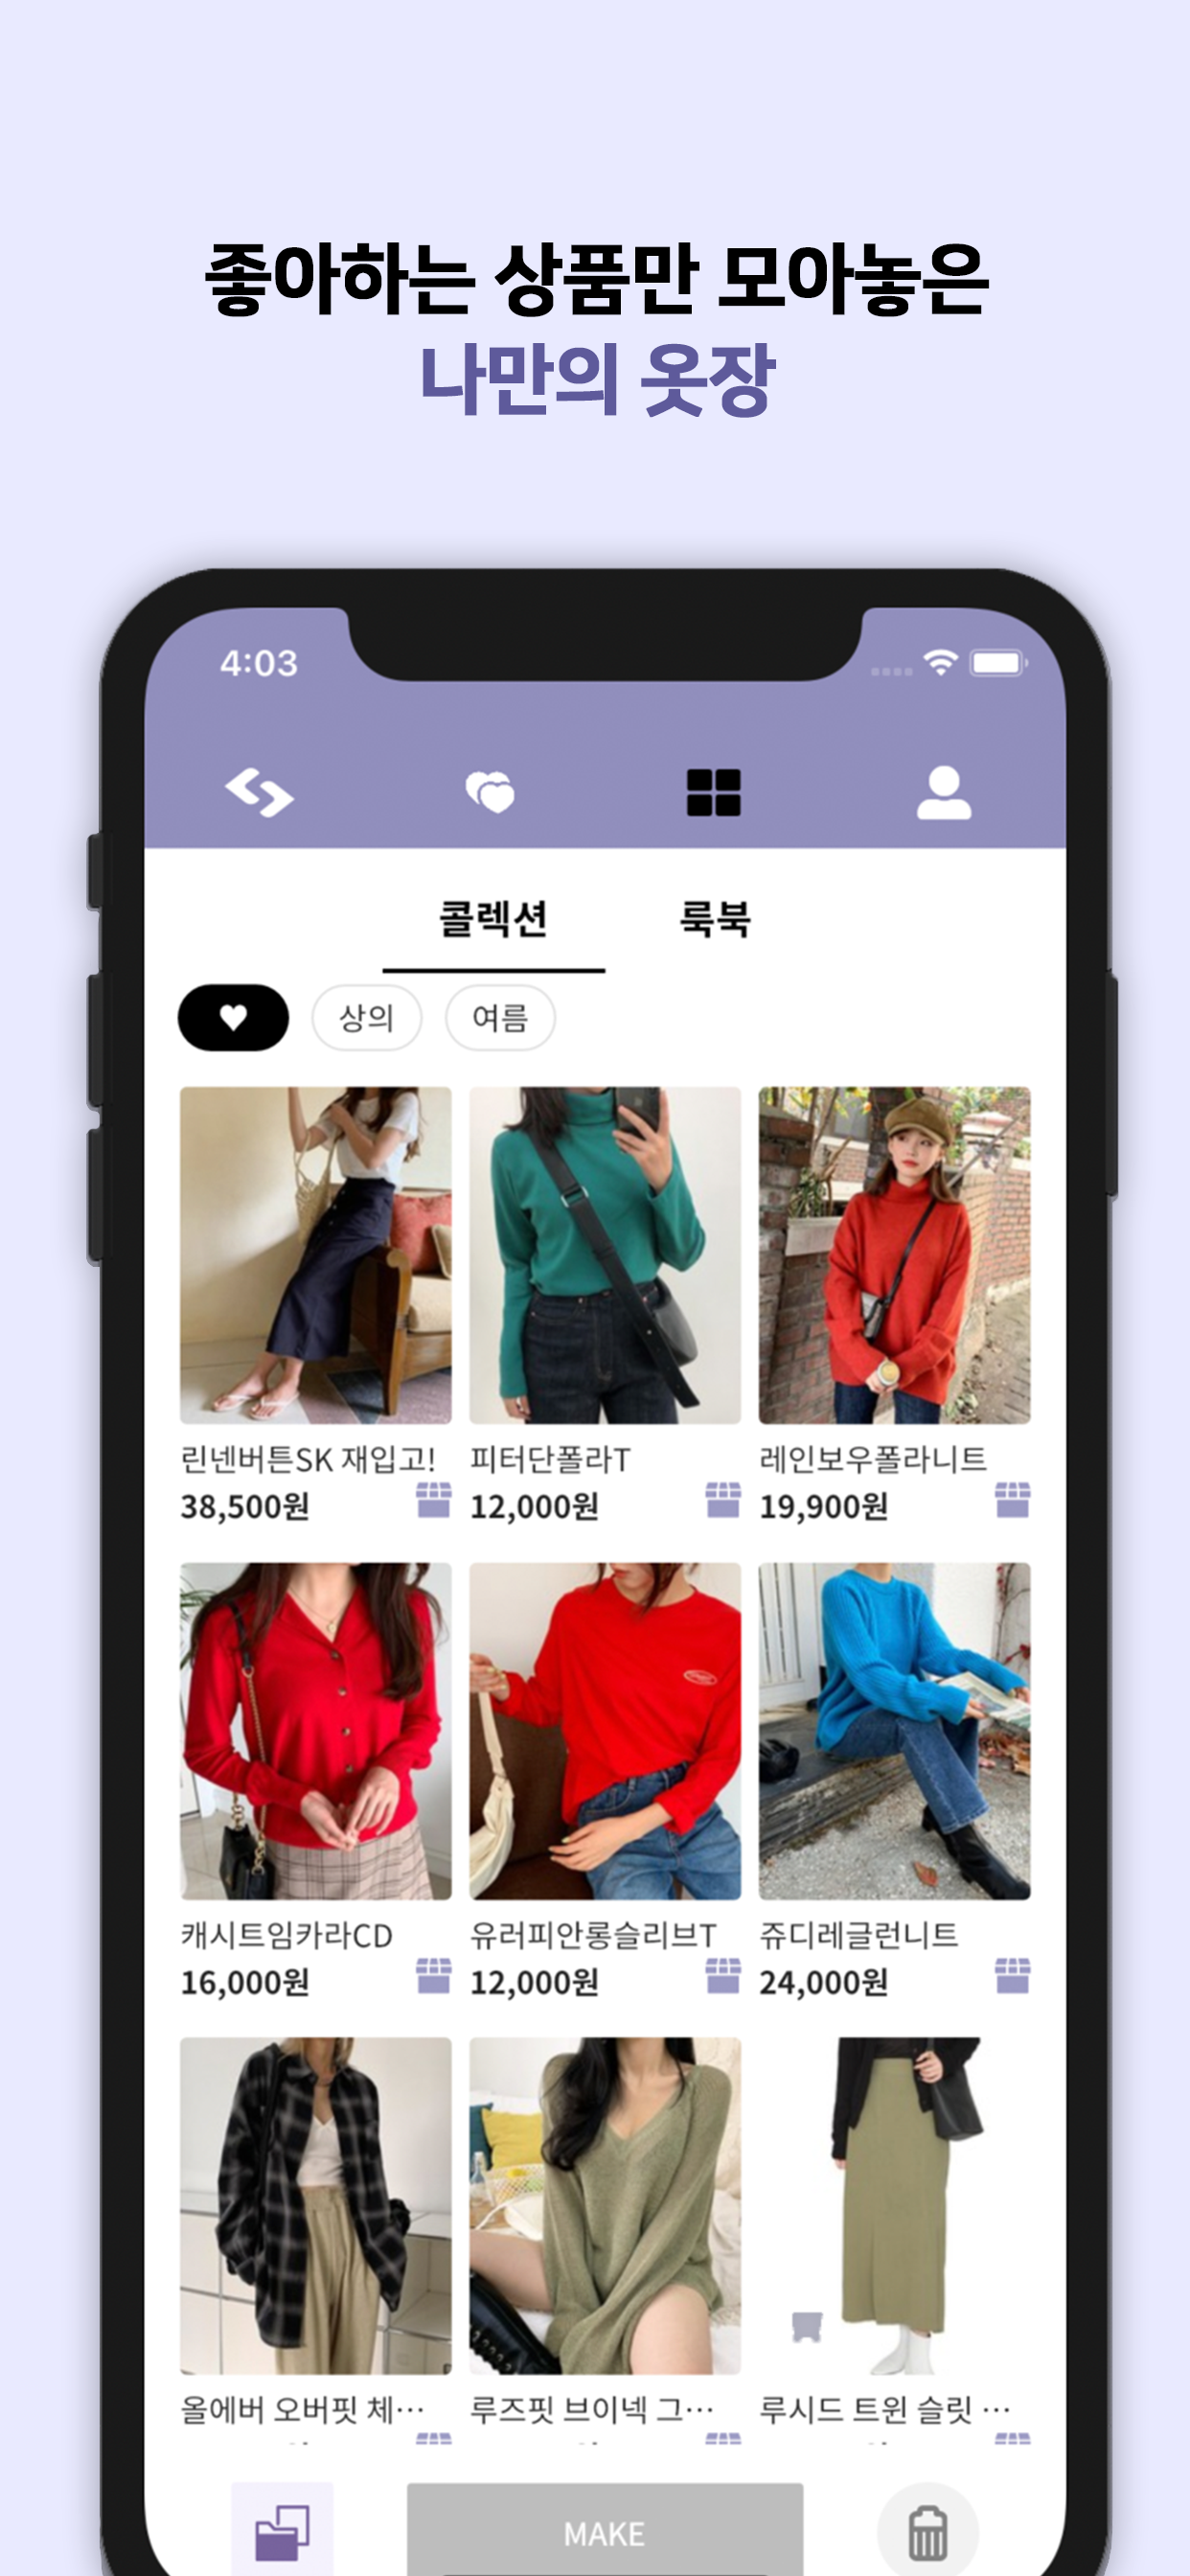 좋아하는 상품만 모아놓은
나만의 옷장
4:03
콜렉션 룩북
상의 여름
린넨버튼SK 재입고! 피터단폴라T 레인보우폴라니트
38,500원 12,000원 19,900원
캐시트임카라CD 유러피안롱슬리브T 쥬디레글런니트
16,000원 12,000원 24,000원
올에버 오버핏 체… 루즈핏 브이넥 그… 루시드 트윈 슬릿 …
MAKE